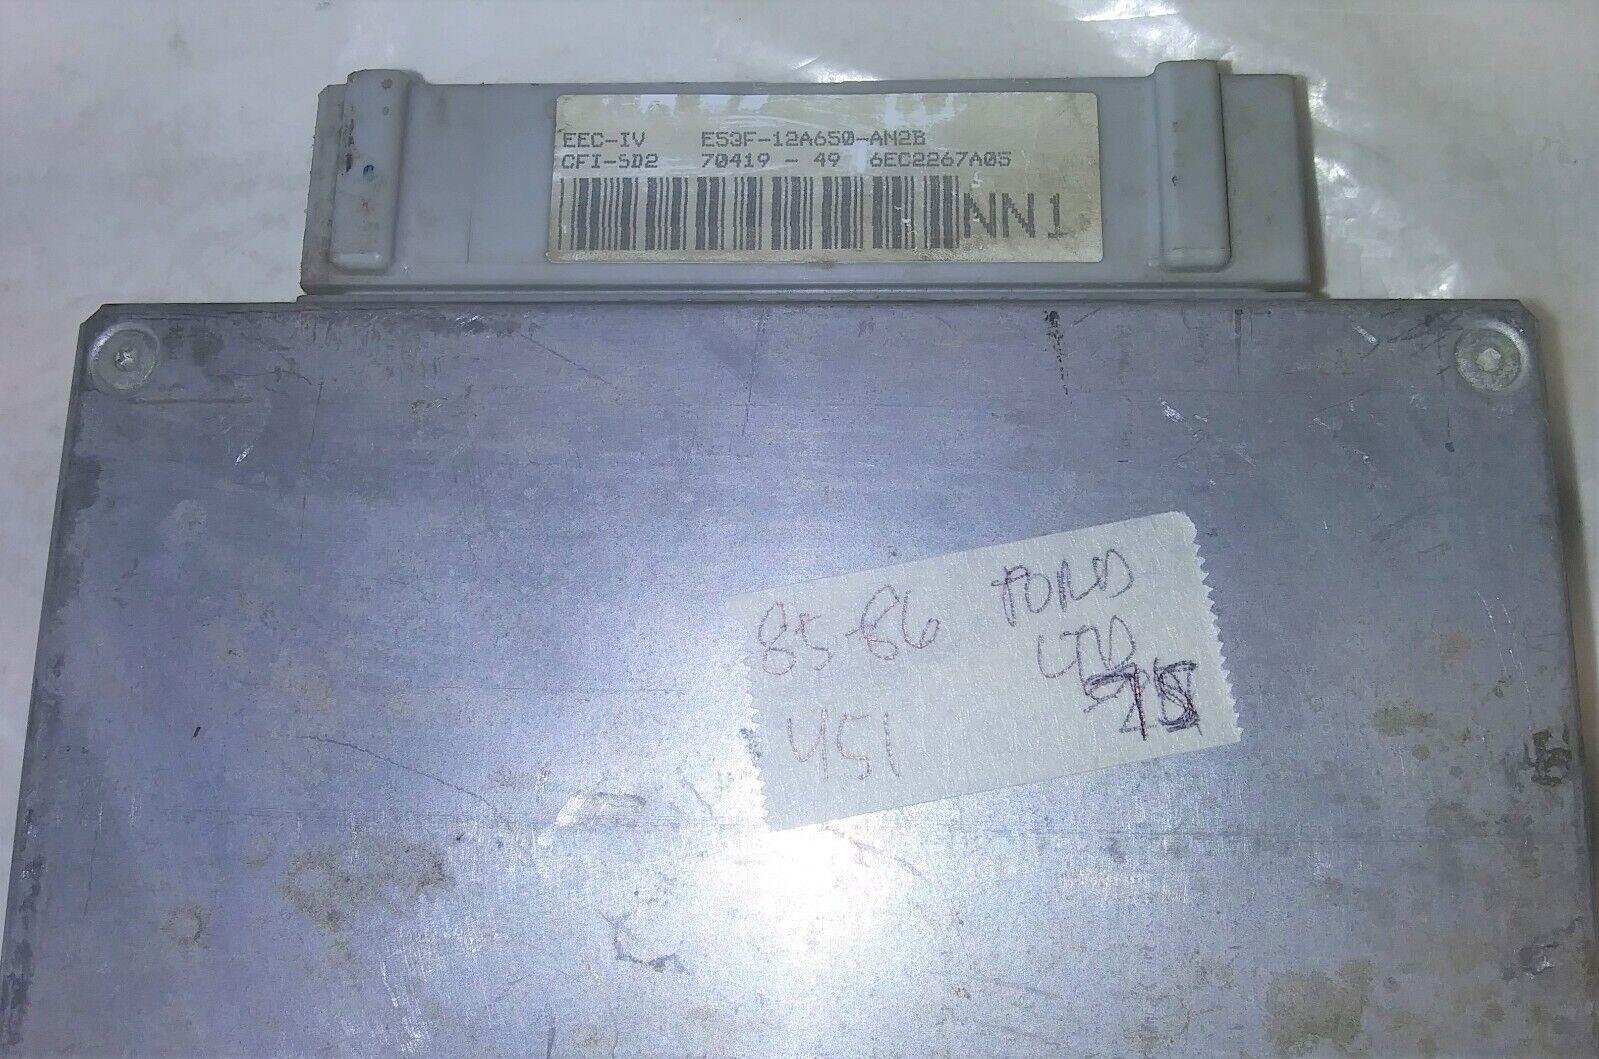 EEC-IV E53F-12A650-AN2B
CFI-5D2 70419 - 49 6EC2267A05
NN1
85-86 FORD
LTD
451